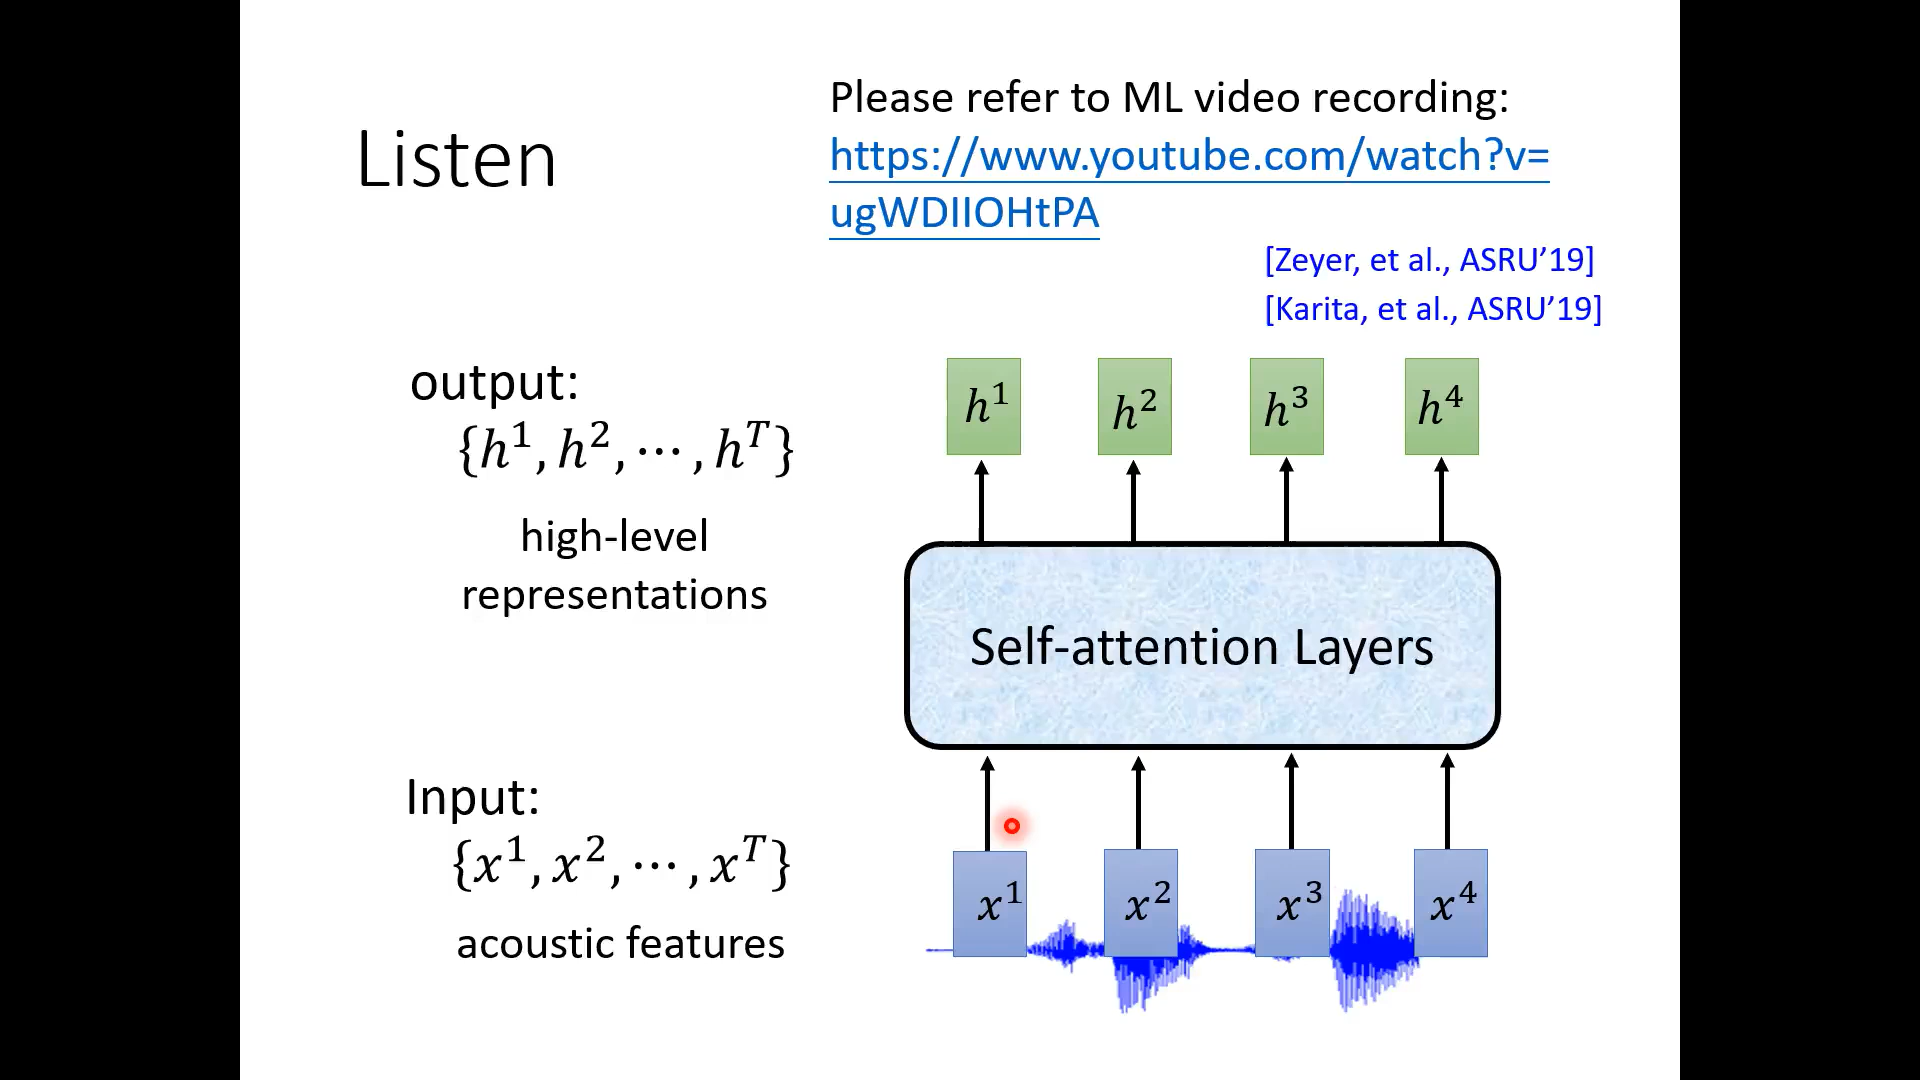 Listen
Please refer to ML video recording:
https://www.youtube.com/watch?v=
ugWDIIOHtPA
[Zeyer, et al., ASRU’19]
[Karita, et al., ASRU’19]
output:
{h¹, h², ⋯, hᵀ}
high-level
representations
h¹ h² h³ h⁴
Self-attention Layers
Input:
{x¹, x², ⋯, xᵀ}
acoustic features
x¹ x² x³ x⁴